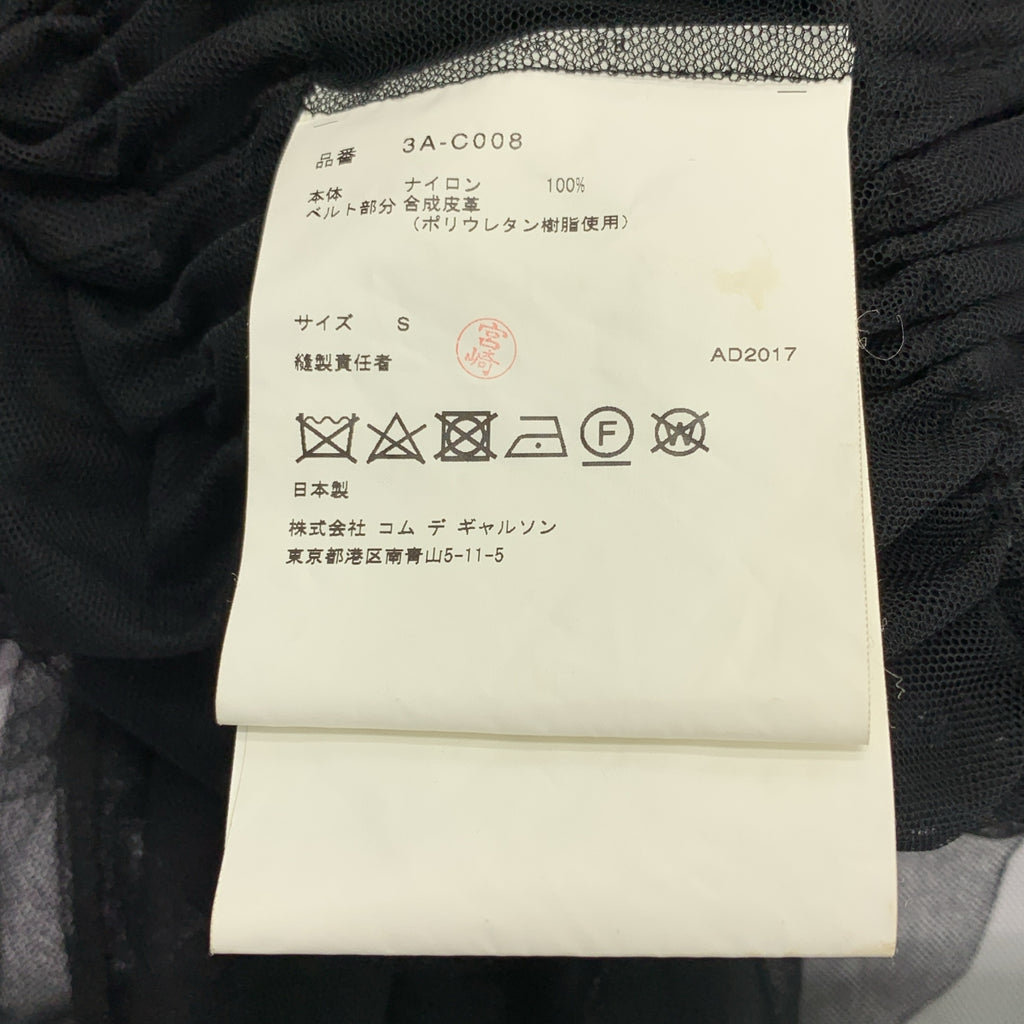 品番 3A-C008
本体 ナイロン 100%
ベルト部分 合成皮革
(ポリウレタン樹脂使用)
サイズ S
縫製責任者 宮崎
AD2017
F
W
日本製
株式会社 コム デ ギャルソン
東京都港区南青山5-11-5